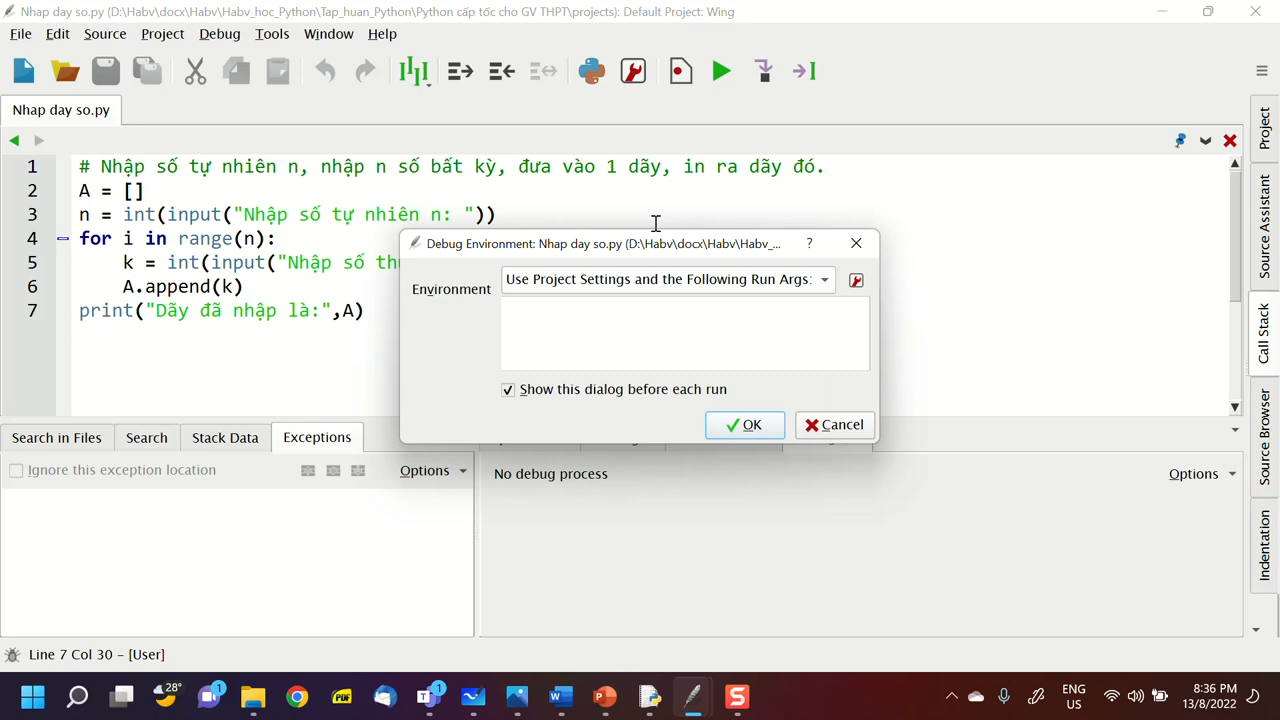 Nhap day so.py (D:\Habv\docx\Habv\Habv_hoc_Python\Tap_huan_Python\Python cấp tốc cho GV THPT\projects): Default Project: Wing
File Edit Source Project Debug Tools Window Help
Nhap day so.py
1 # Nhập số tự nhiên n, nhập n số bất kỳ, đưa vào 1 dãy, in ra dãy đó.
2 A = []
3 n = int(input("Nhập số tự nhiên n: "))
4 for i in range(n):
5 k = int(input("Nhập số
6 A.append(k)
7 print("Dãy đã nhập là:",A)
Debug Environment: Nhap day so.py (D:\Habv\docx\Habv\Habv_...
?
Environment
Use Project Settings and the Following Run Args:
Show this dialog before each run
OK
Cancel
Project
Source Assistant
Call Stack
Source Browser
Indentation
Search in Files Search Stack Data Exceptions
Ignore this exception location
Options
No debug process
Options
Line 7 Col 30 – [User]
28°
1
PDF
1
ENG
US
8:36 PM
13/8/2022